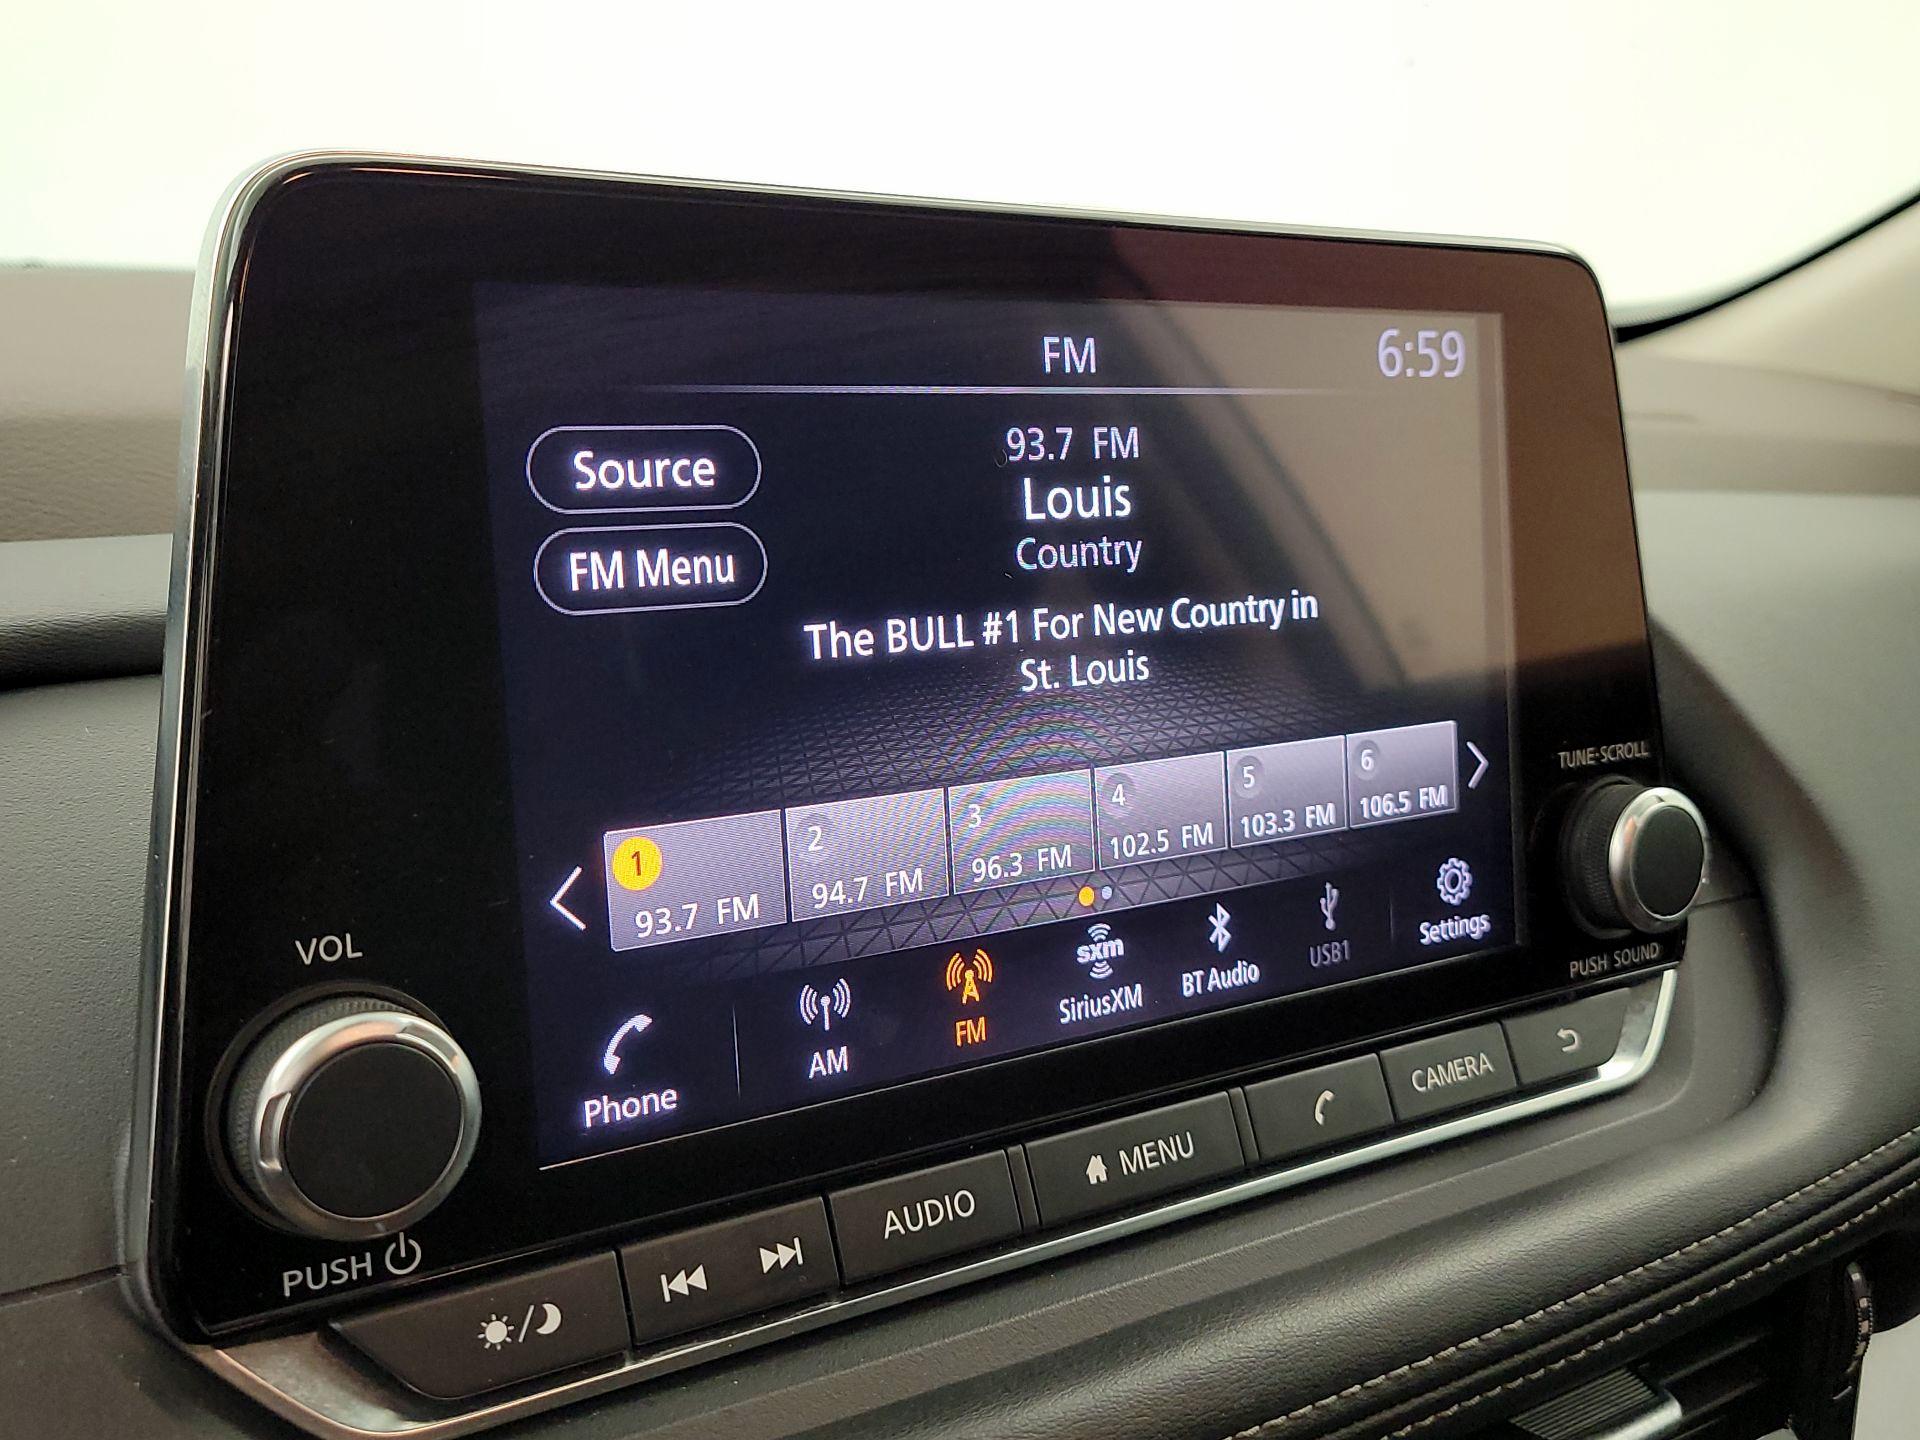 FM
6:59
Source
93.7 FM
Louis
FM Menu
Country
The BULL #1 For New Country in
St. Louis
1
93.7 FM
2
94.7 FM
3
96.3 FM
4
102.5 FM
5
103.3 FM
6
106.5 FM
Phone
AM
FM
sxm
SiriusXM
BT Audio
USB1
Settings
VOL
PUSH
TUNE·SCROLL
PUSH SOUND
AUDIO
MENU
CAMERA